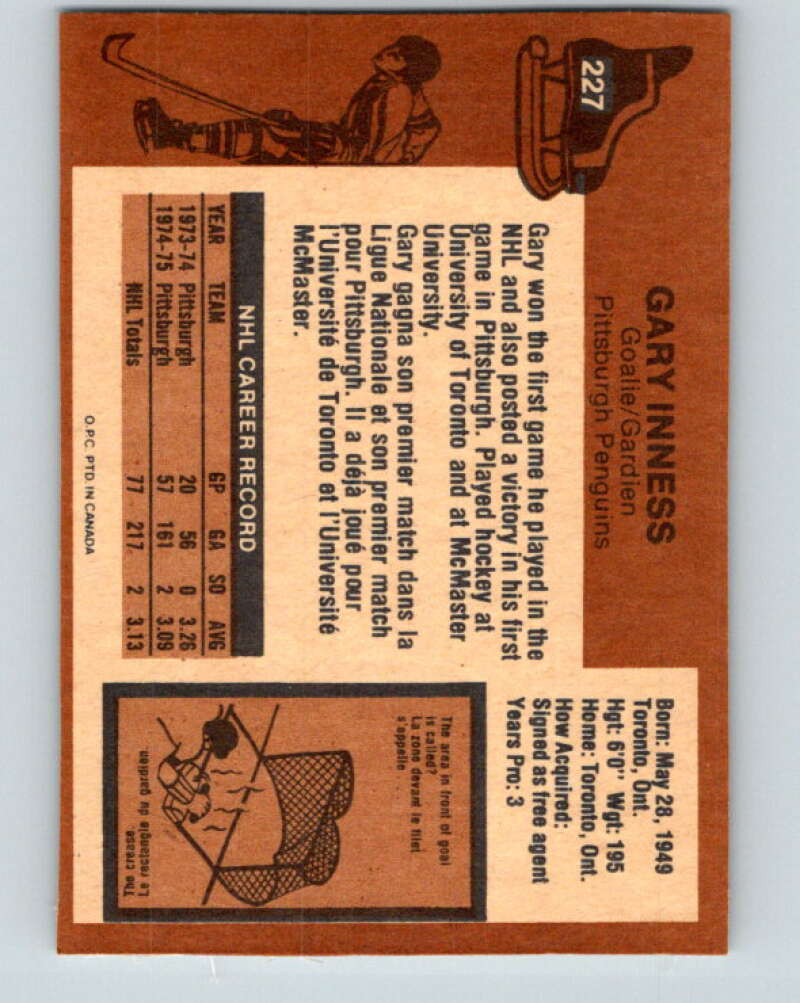 227
GARY INNESS
Goalie/Gardien
Pittsburgh Penguins
Born: May 28, 1949
Toronto, Ont.
Hgt: 6'0" Wgt: 195
Home: Toronto, Ont.
How Acquired:
Signed as free agent
Years Pro: 3
Gary won the first game he played in the
NHL and also posted a victory in his first
game in Pittsburgh. Played hockey at
University of Toronto and at McMaster
University.
Gary gagna son premier match dans la
Ligue Nationale et son premier match
pour Pittsburgh. Il a déjà joué pour
l'Université de Toronto et l'Université
McMaster.
NHL CAREER RECORD
YEAR TEAM GP GA SO AVG
1973-74 Pittsburgh 20 56 0 3.26
1974-75 Pittsburgh 57 161 2 3.09
NHL Totals 77 217 2 3.13
The area in front of goal
is called?
La zone devant le filet
s'appelle . . .
The crease
Le rectangle du gardien
O.P.C. PTD. IN CANADA